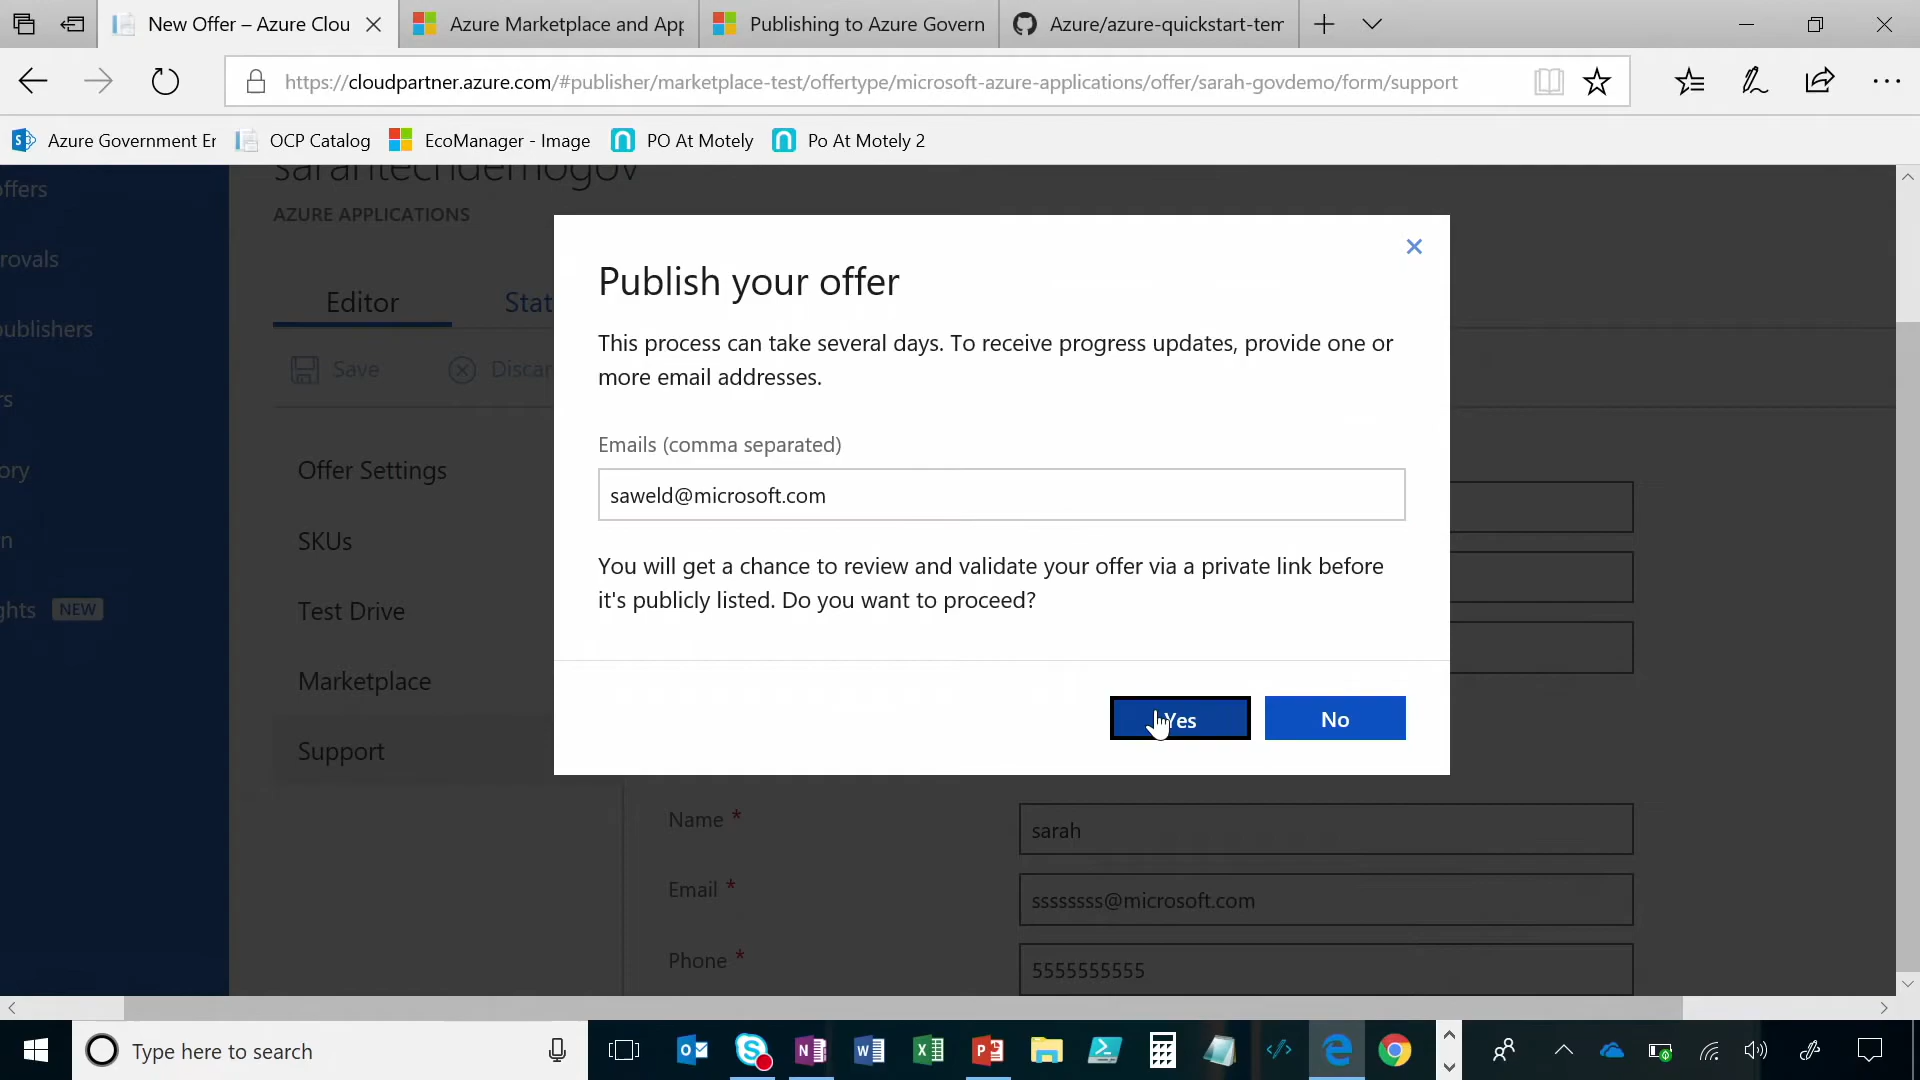 New Offer – Azure Clou
Azure Marketplace and App
Publishing to Azure Govern
Azure/azure-quickstart-tem
https://cloudpartner.azure.com/#publisher/marketplace-test/offertype/microsoft-azure-applications/offer/sarah-govdemo/form/support
Azure Government Er
OCP Catalog
EcoManager - Image
PO At Motely
Po At Motely 2
sarahtechdemogov
AZURE APPLICATIONS
offers
rovals
publishers
rs
ory
n
ghts NEW
Editor
Stat
Save
Discar
Offer Settings
SKUs
Test Drive
Marketplace
Support
Publish your offer
This process can take several days. To receive progress updates, provide one or
more email addresses.
Emails (comma separated)
saweld@microsoft.com
You will get a chance to review and validate your offer via a private link before
it's publicly listed. Do you want to proceed?
Yes
No
Name *
sarah
Email *
ssssssss@microsoft.com
Phone *
5555555555
Type here to search